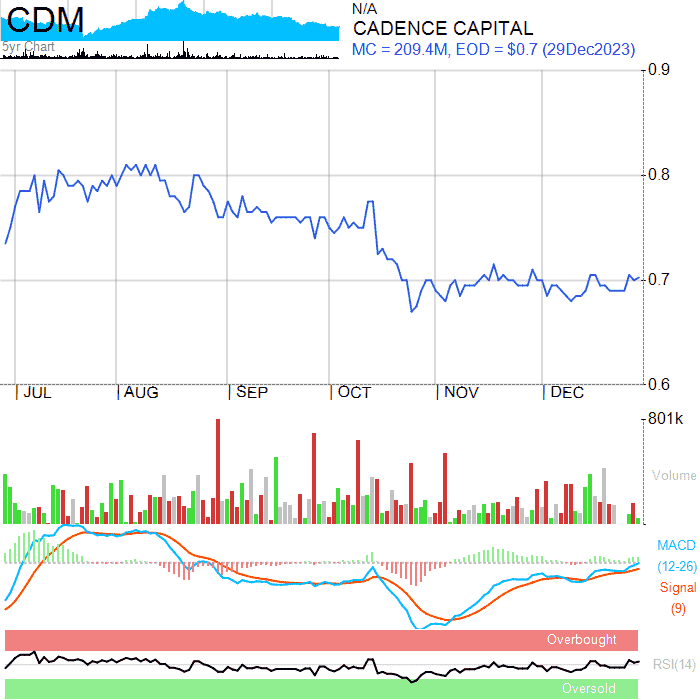 CDM
5yr Chart
N/A
CADENCE CAPITAL
MC = 209.4M, EOD = $0.7 (29Dec2023)
0.9
0.8
0.7
0.6
JUL AUG SEP OCT NOV DEC
801k
Volume
MACD
(12-26)
Signal
(9)
Overbought
RSI(14)
Oversold